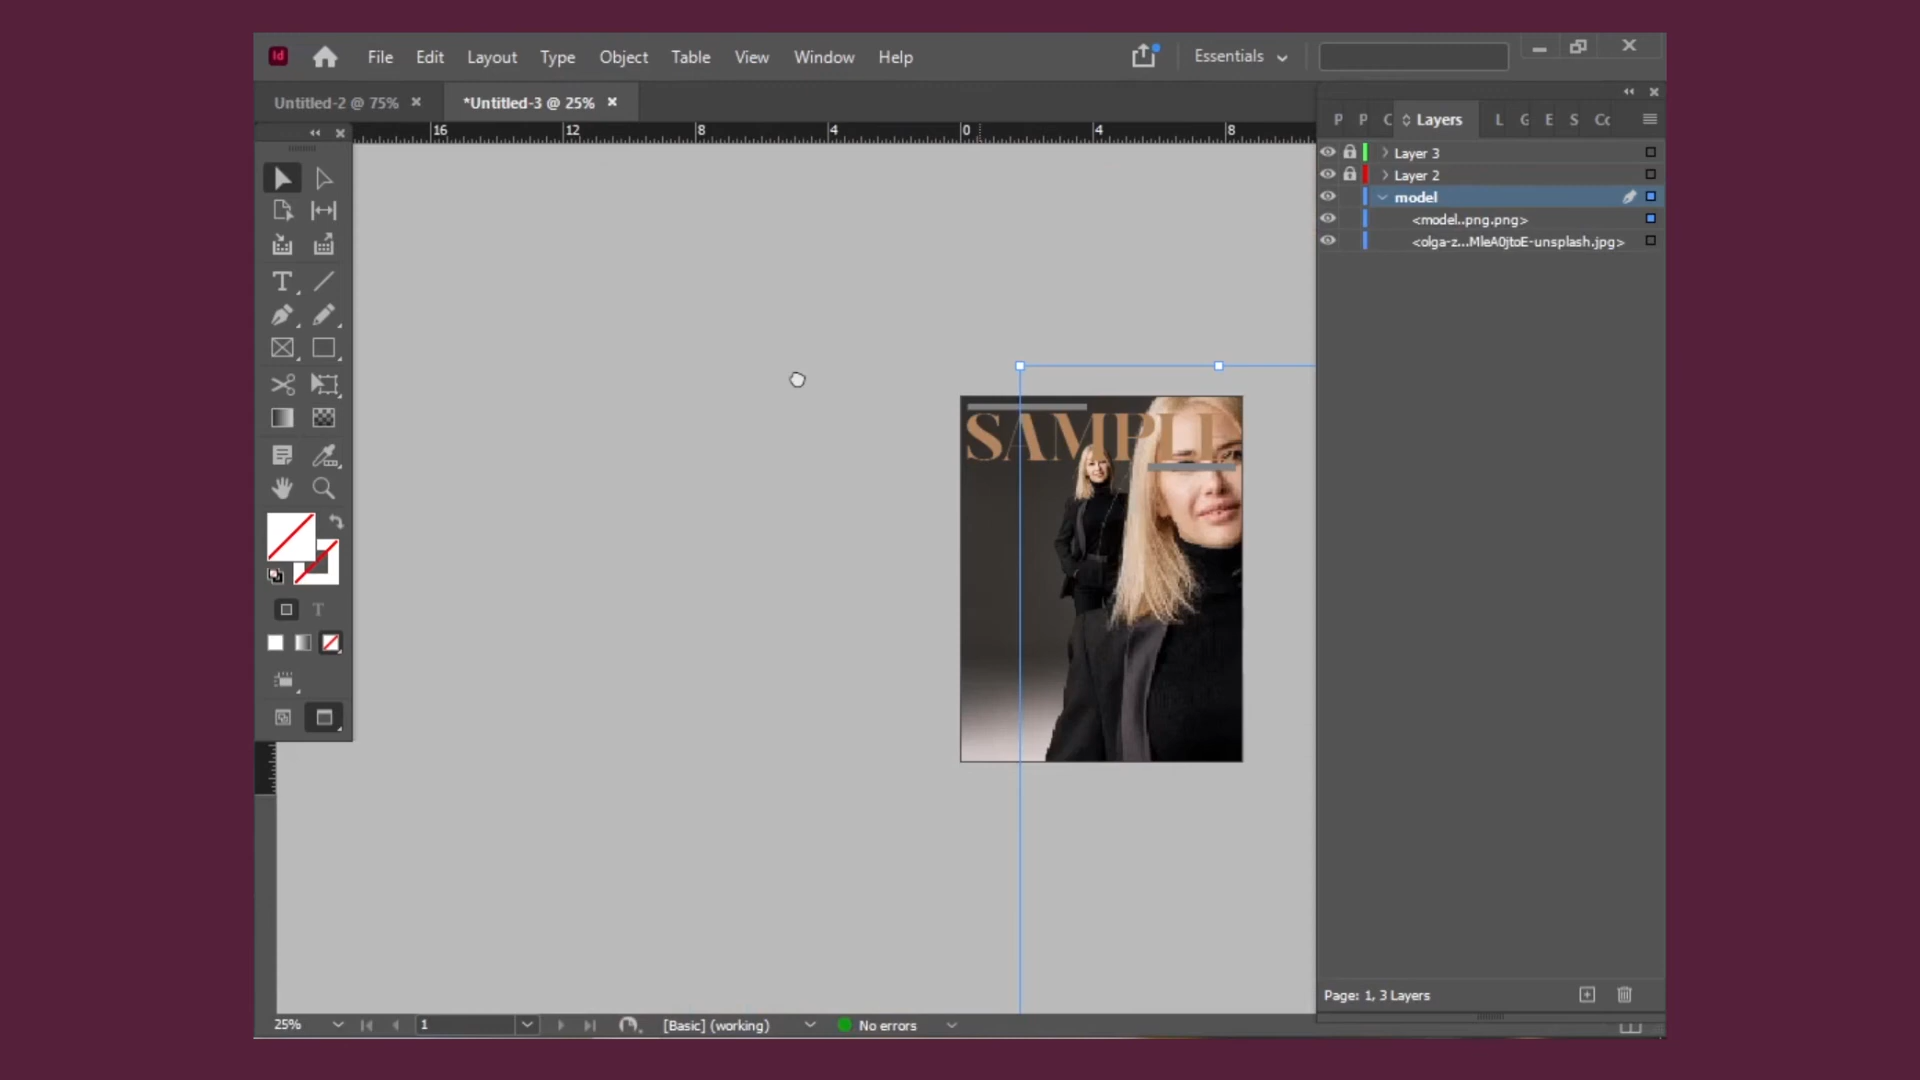 Id File Edit Layout Type Object Table View Window Help Essentials
Untitled-2 @ 75% *Untitled-3 @ 25%
P P C Layers L G E S Cc
16 12 8 4 0 4 8
Layer 3
Layer 2
model
<model..png.png>
<olga-z...MleA0jtoE-unsplash.jpg>
T
SAMPLE
T
Page: 1, 3 Layers
25% 1 [Basic] (working) No errors